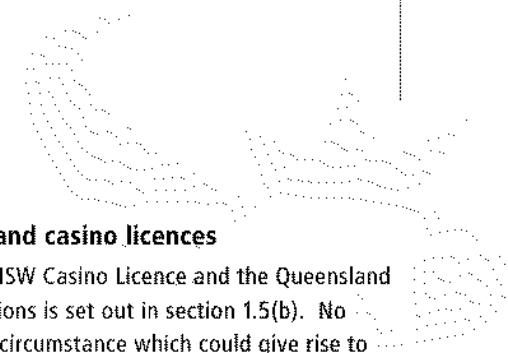 and casino licences
NSW Casino Licence and the Queensland
ions is set out in section 1.5(b). No
circumstance which could give rise to